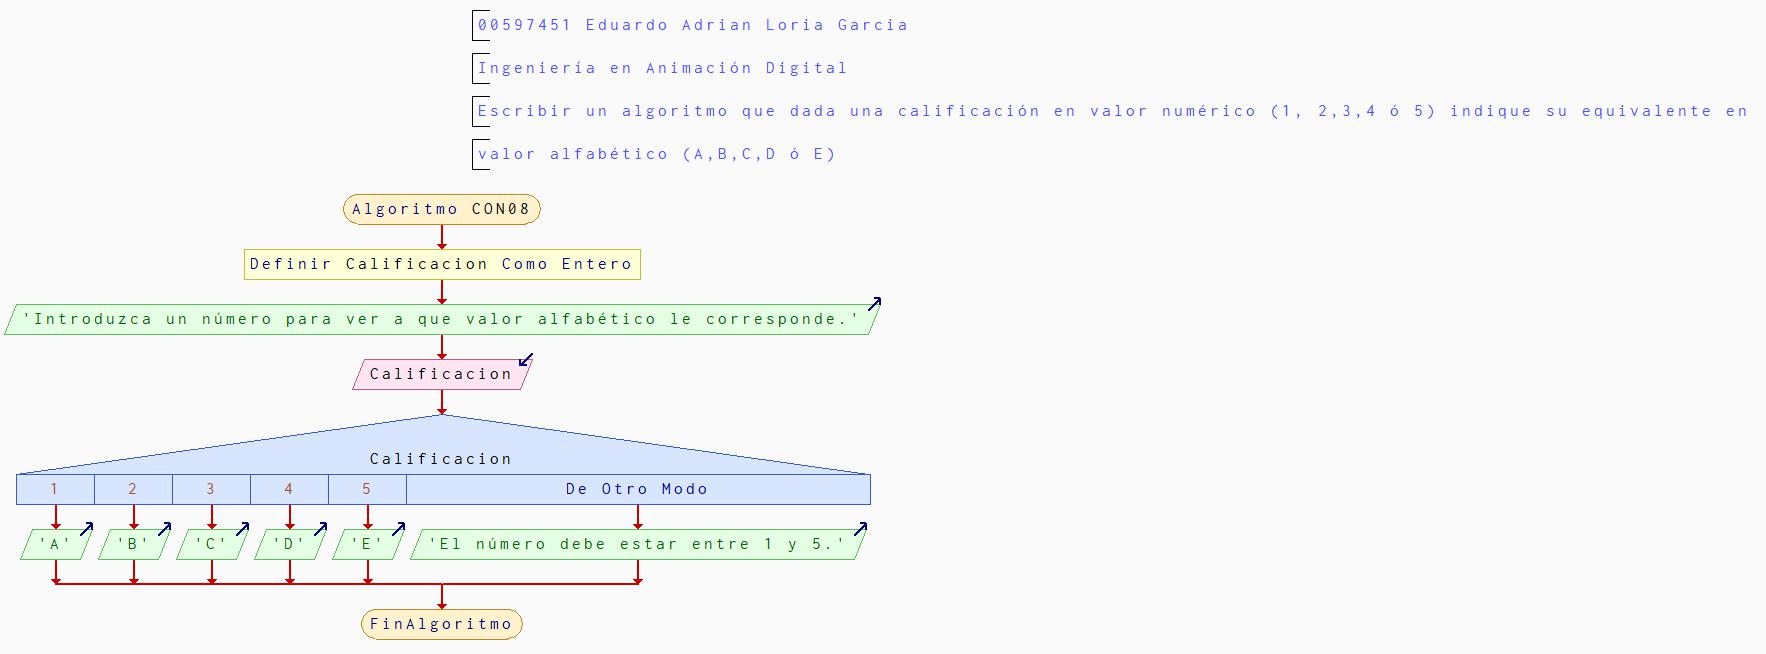 00597451 Eduardo Adrian Loria Garcia
Ingeniería en Animación Digital
Escribir un algoritmo que dada una calificación en valor numérico (1, 2,3,4 ó 5) indique su equivalente en
valor alfabético (A,B,C,D ó E)
Algoritmo CON08
Definir Calificacion Como Entero
'Introduzca un número para ver a que valor alfabético le corresponde.'
Calificacion
Calificacion
1 2 3 4 5 De Otro Modo
'A' 'B' 'C' 'D' 'E' 'El número debe estar entre 1 y 5.'
FinAlgoritmo